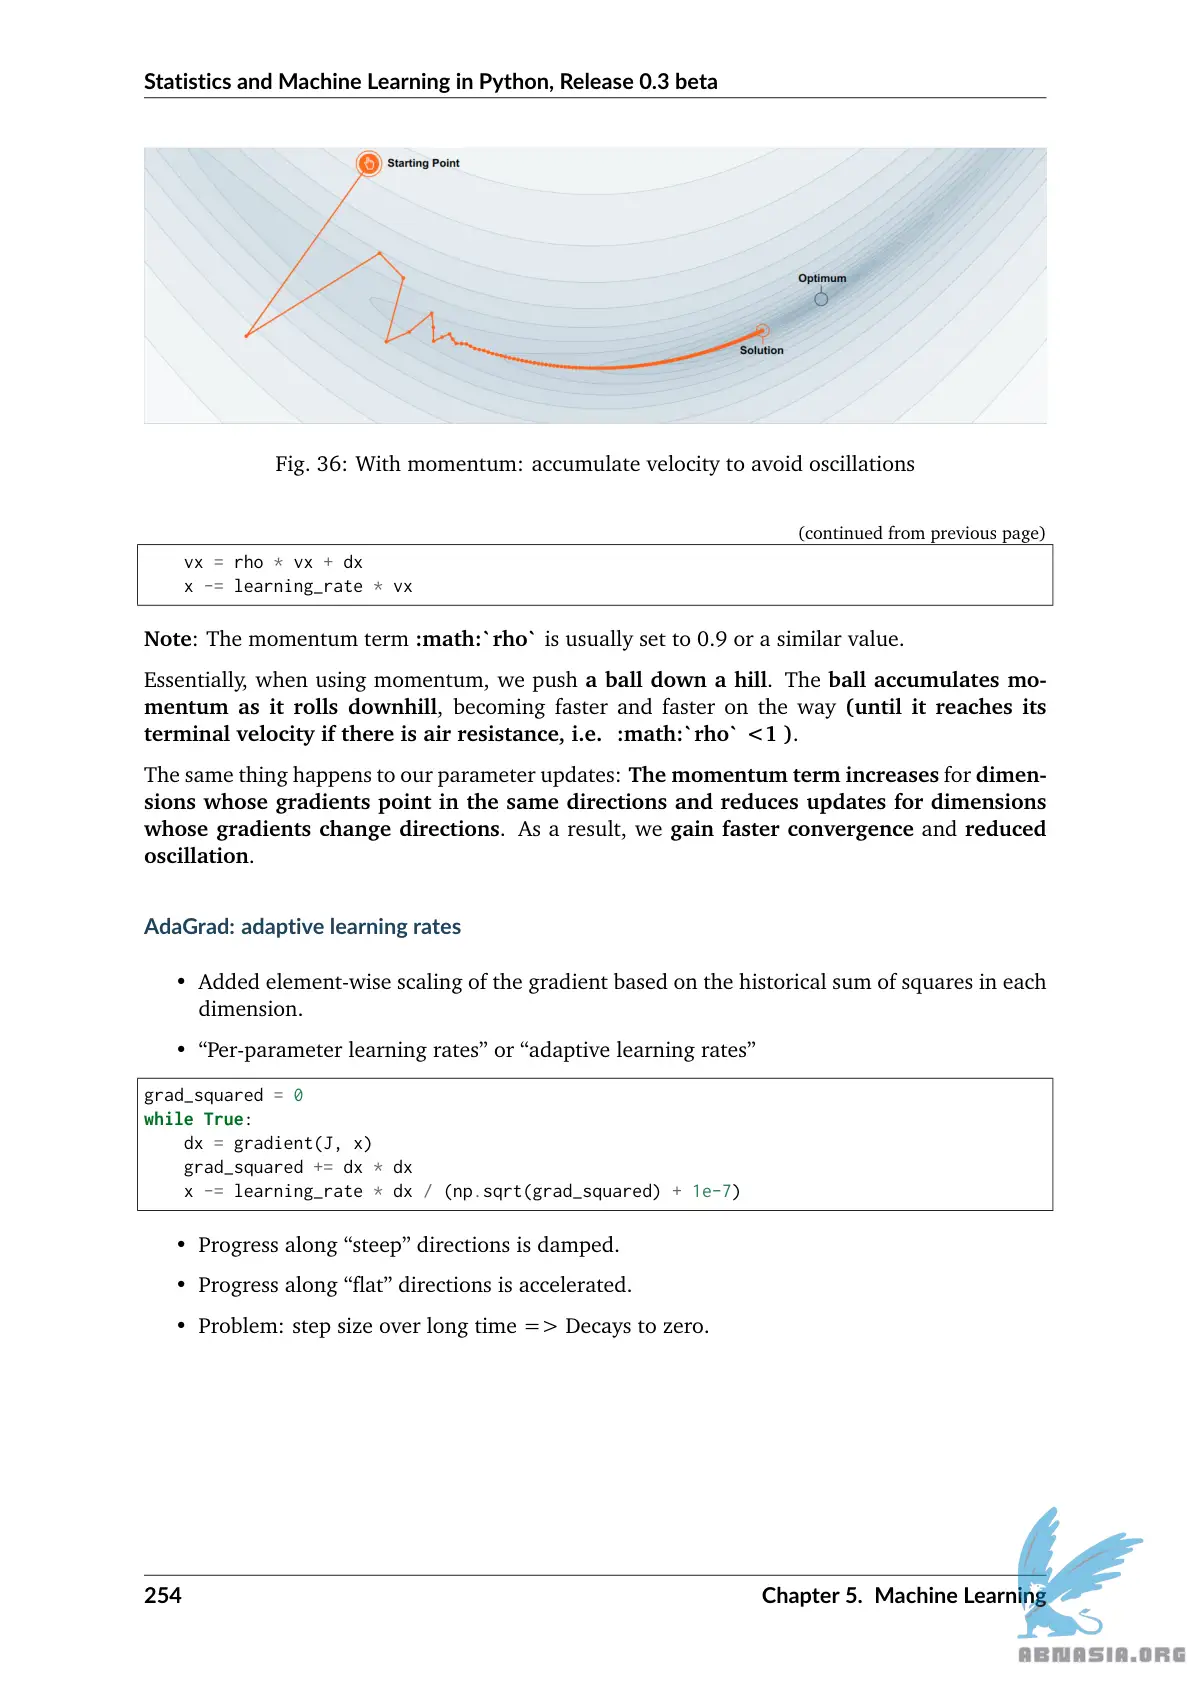 Statistics and Machine Learning in Python, Release 0.3 beta
Starting Point
Optimum
Solution
Fig. 36: With momentum: accumulate velocity to avoid oscillations
(continued from previous page)
    vx = rho * vx + dx
    x -= learning_rate * vx
Note: The momentum term :math:`rho` is usually set to 0.9 or a similar value.
Essentially, when using momentum, we push a ball down a hill. The ball accumulates mo-
mentum as it rolls downhill, becoming faster and faster on the way (until it reaches its
terminal velocity if there is air resistance, i.e. :math:`rho` <1 ).
The same thing happens to our parameter updates: The momentum term increases for dimen-
sions whose gradients point in the same directions and reduces updates for dimensions
whose gradients change directions. As a result, we gain faster convergence and reduced
oscillation.
AdaGrad: adaptive learning rates
• Added element-wise scaling of the gradient based on the historical sum of squares in each
dimension.
• “Per-parameter learning rates” or “adaptive learning rates”
grad_squared = 0
while True:
    dx = gradient(J, x)
    grad_squared += dx * dx
    x -= learning_rate * dx / (np.sqrt(grad_squared) + 1e-7)
• Progress along “steep” directions is damped.
• Progress along “flat” directions is accelerated.
• Problem: step size over long time => Decays to zero.
254
Chapter 5. Machine Learning
ABNASIA.ORG